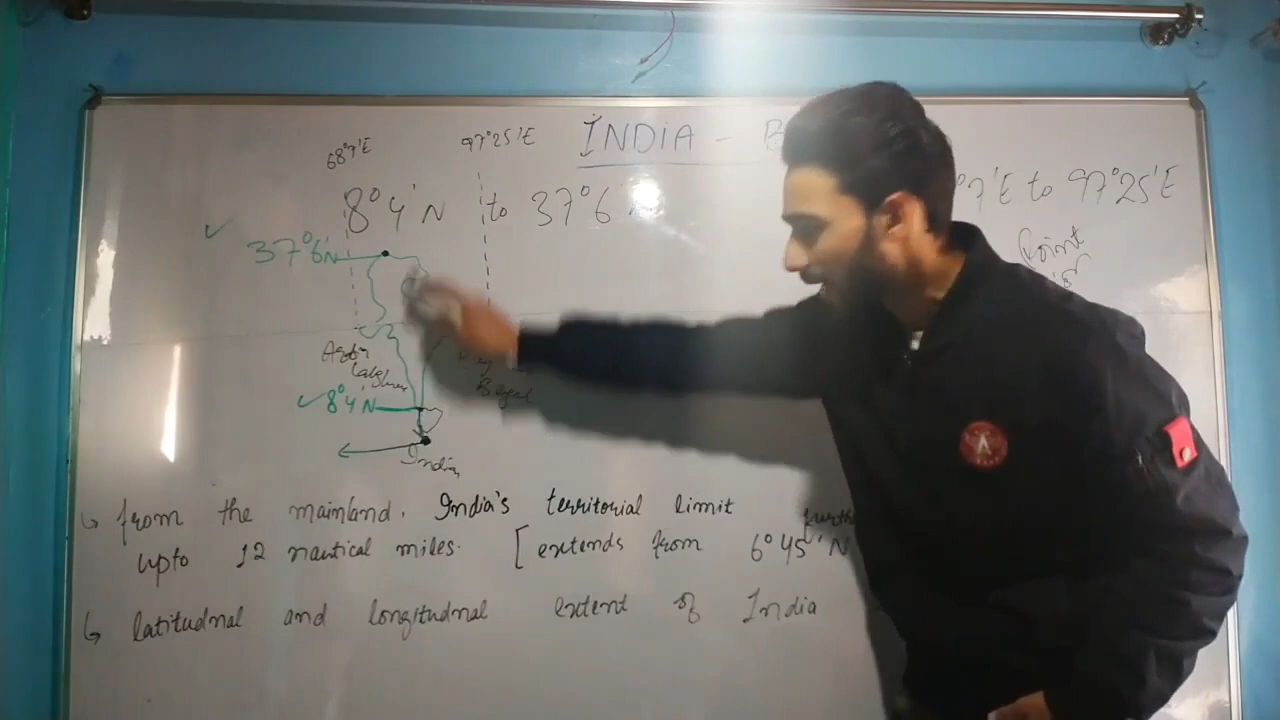 68°7'E 97°25'E INDIA -
8°4'N to 37°6' °7'E to 97°25'E
Point
37°6'N
8°4'N
India
from the mainland. India's territorial limit
upto 12 nautical miles. [extends from 6°45'N
latitudnal and longitudnal extent of India
A